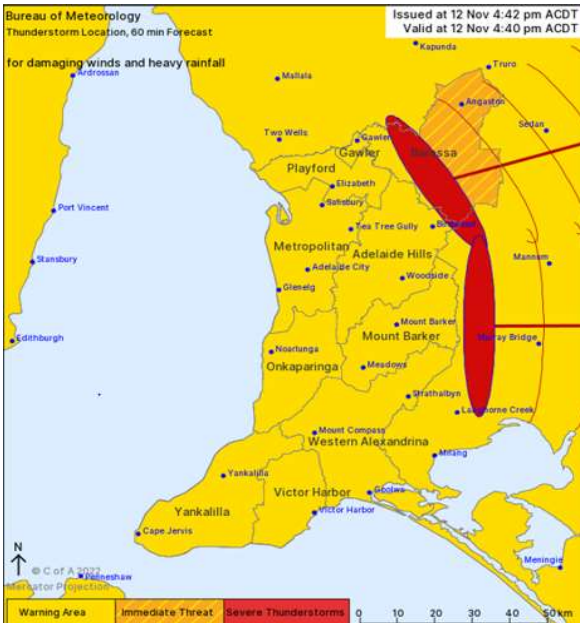 Bureau of Meteorology
Thunderstorm Location, 60 min Forecast
for damaging winds and heavy rainfall
Issued at 12 Nov 4:42 pm ACDT
Valid at 12 Nov 4:40 pm ACDT
Kapunda
Truro
Ardrossan
Mallala
Angaston
Sedan
Two Wells
Gawler
Gawler
Barossa
Playford
Elizabeth
Salisbury
Port Vincent
Tea Tree Gully
Birdwood
Metropolitan
Adelaide Hills
Stansbury
Adelaide City
Woodside
Mannum
Glenelg
Mount Barker
Mount Barker
Edithburgh
Murray Bridge
Noarlunga
Onkaparinga
Meadows
Strathalbyn
Langhorne Creek
Mount Compass
Western Alexandrina
Milang
Yankalilla
Yankalilla
Victor Harbor
Goolwa
Victor Harbor
Cape Jervis
N
Meningie
© C of A 2022
Penneshaw
Mercator Projection
Warning Area
Immediate Threat
Severe Thunderstorms
0 10 20 30 40 50km